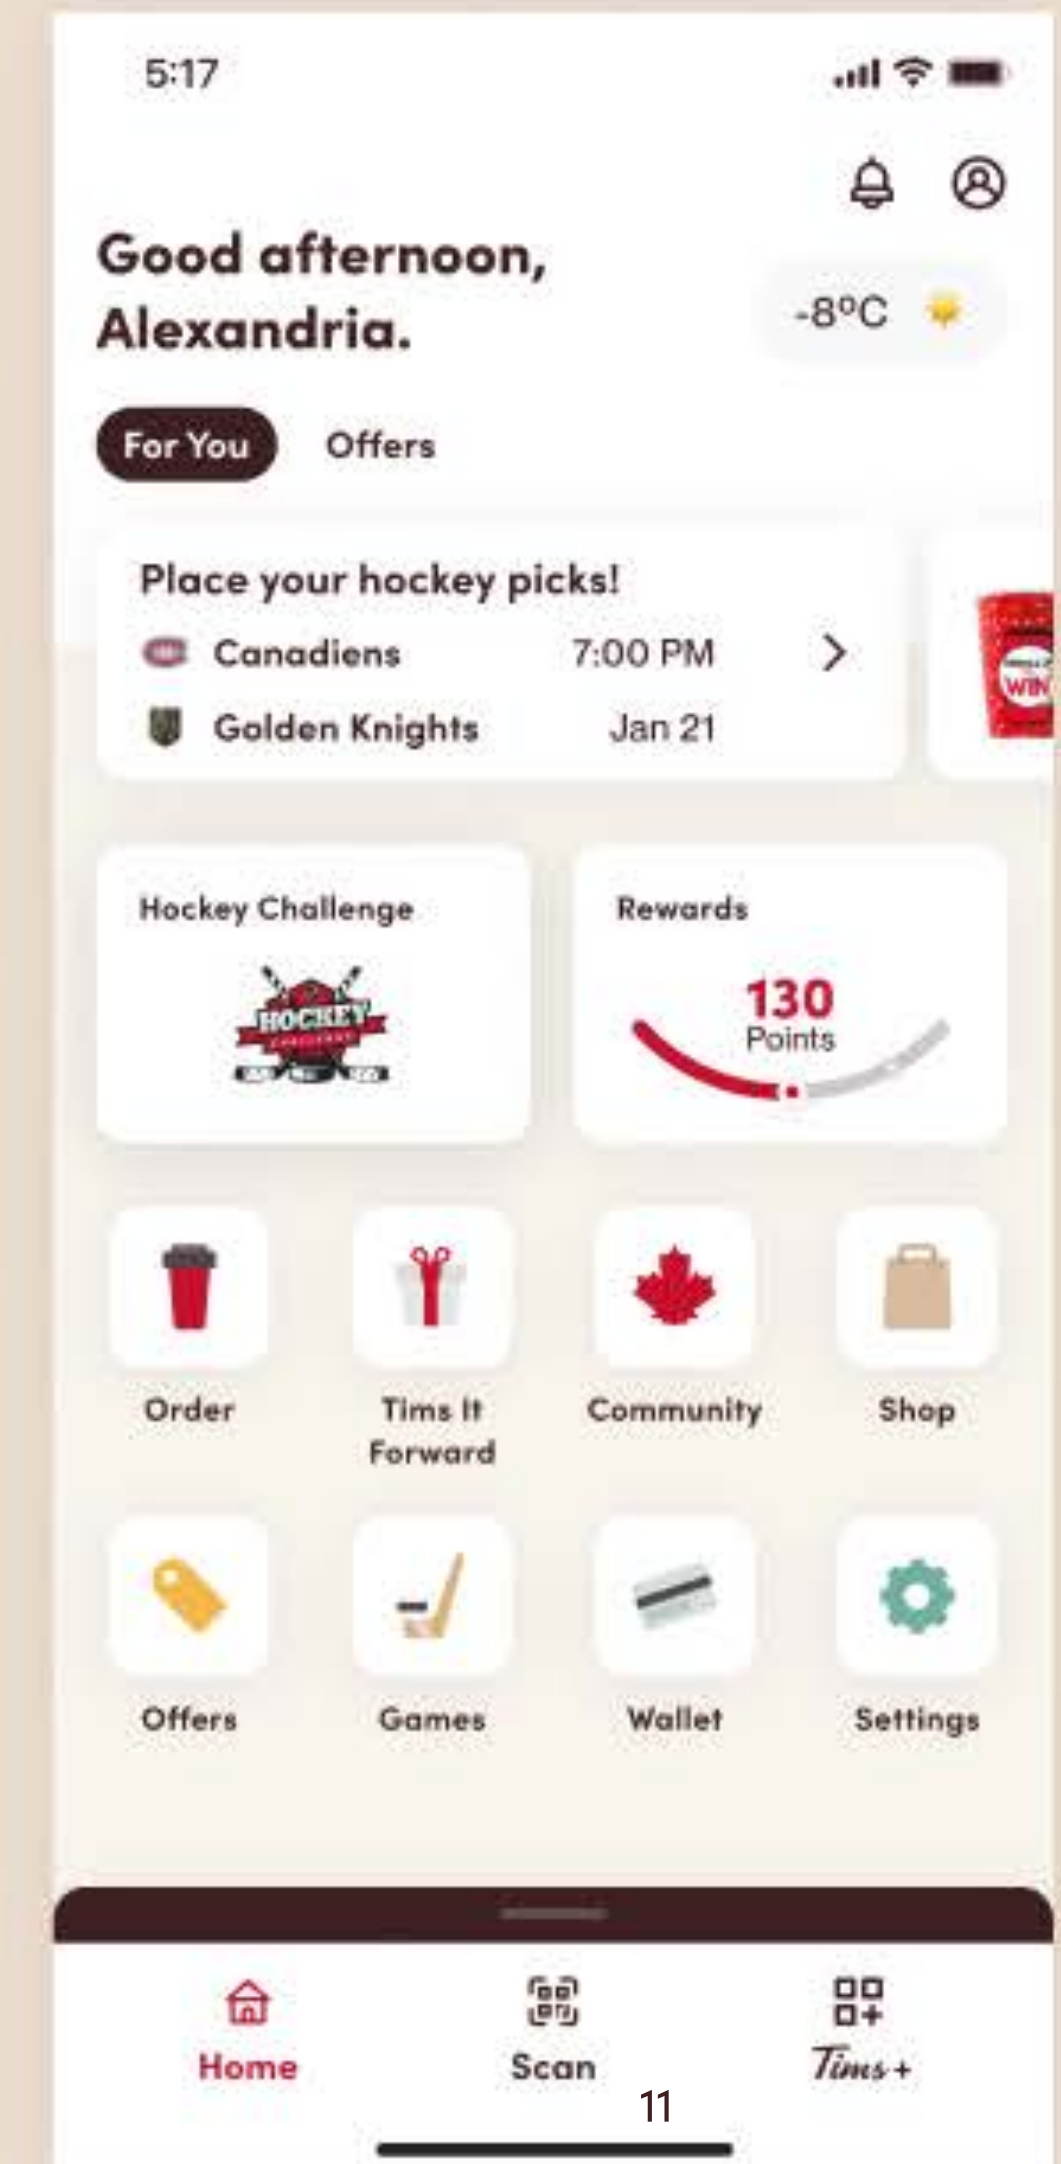 5:17
Good afternoon,
Alexandria.
-8°C
For You
Offers
Place your hockey picks!
Canadiens
7:00 PM
Golden Knights
Jan 21
WIN
Hockey Challenge
HOCKEY
CHALLENGE
Rewards
130
Points
Order
Tims It
Forward
Community
Shop
Offers
Games
Wallet
Settings
Home
Scan
Tims+
11